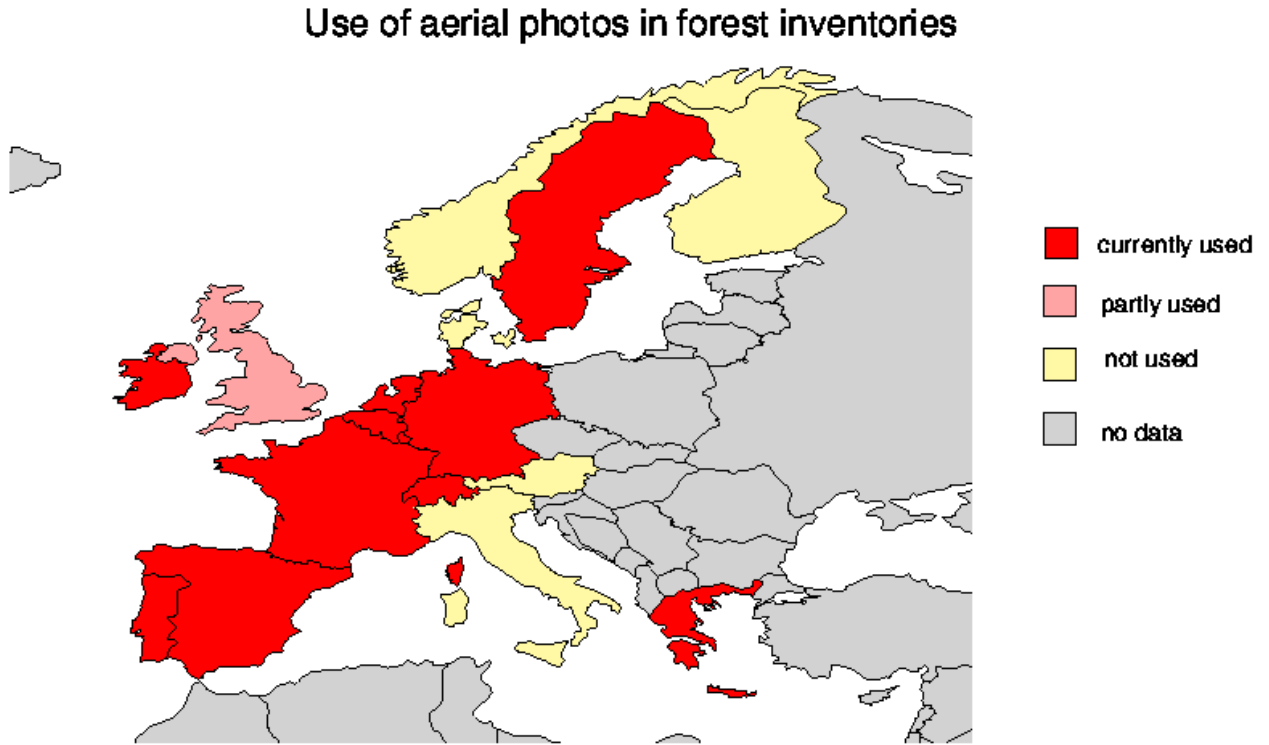 Use of aerial photos in forest inventories
currently used
partly used
not used
no data